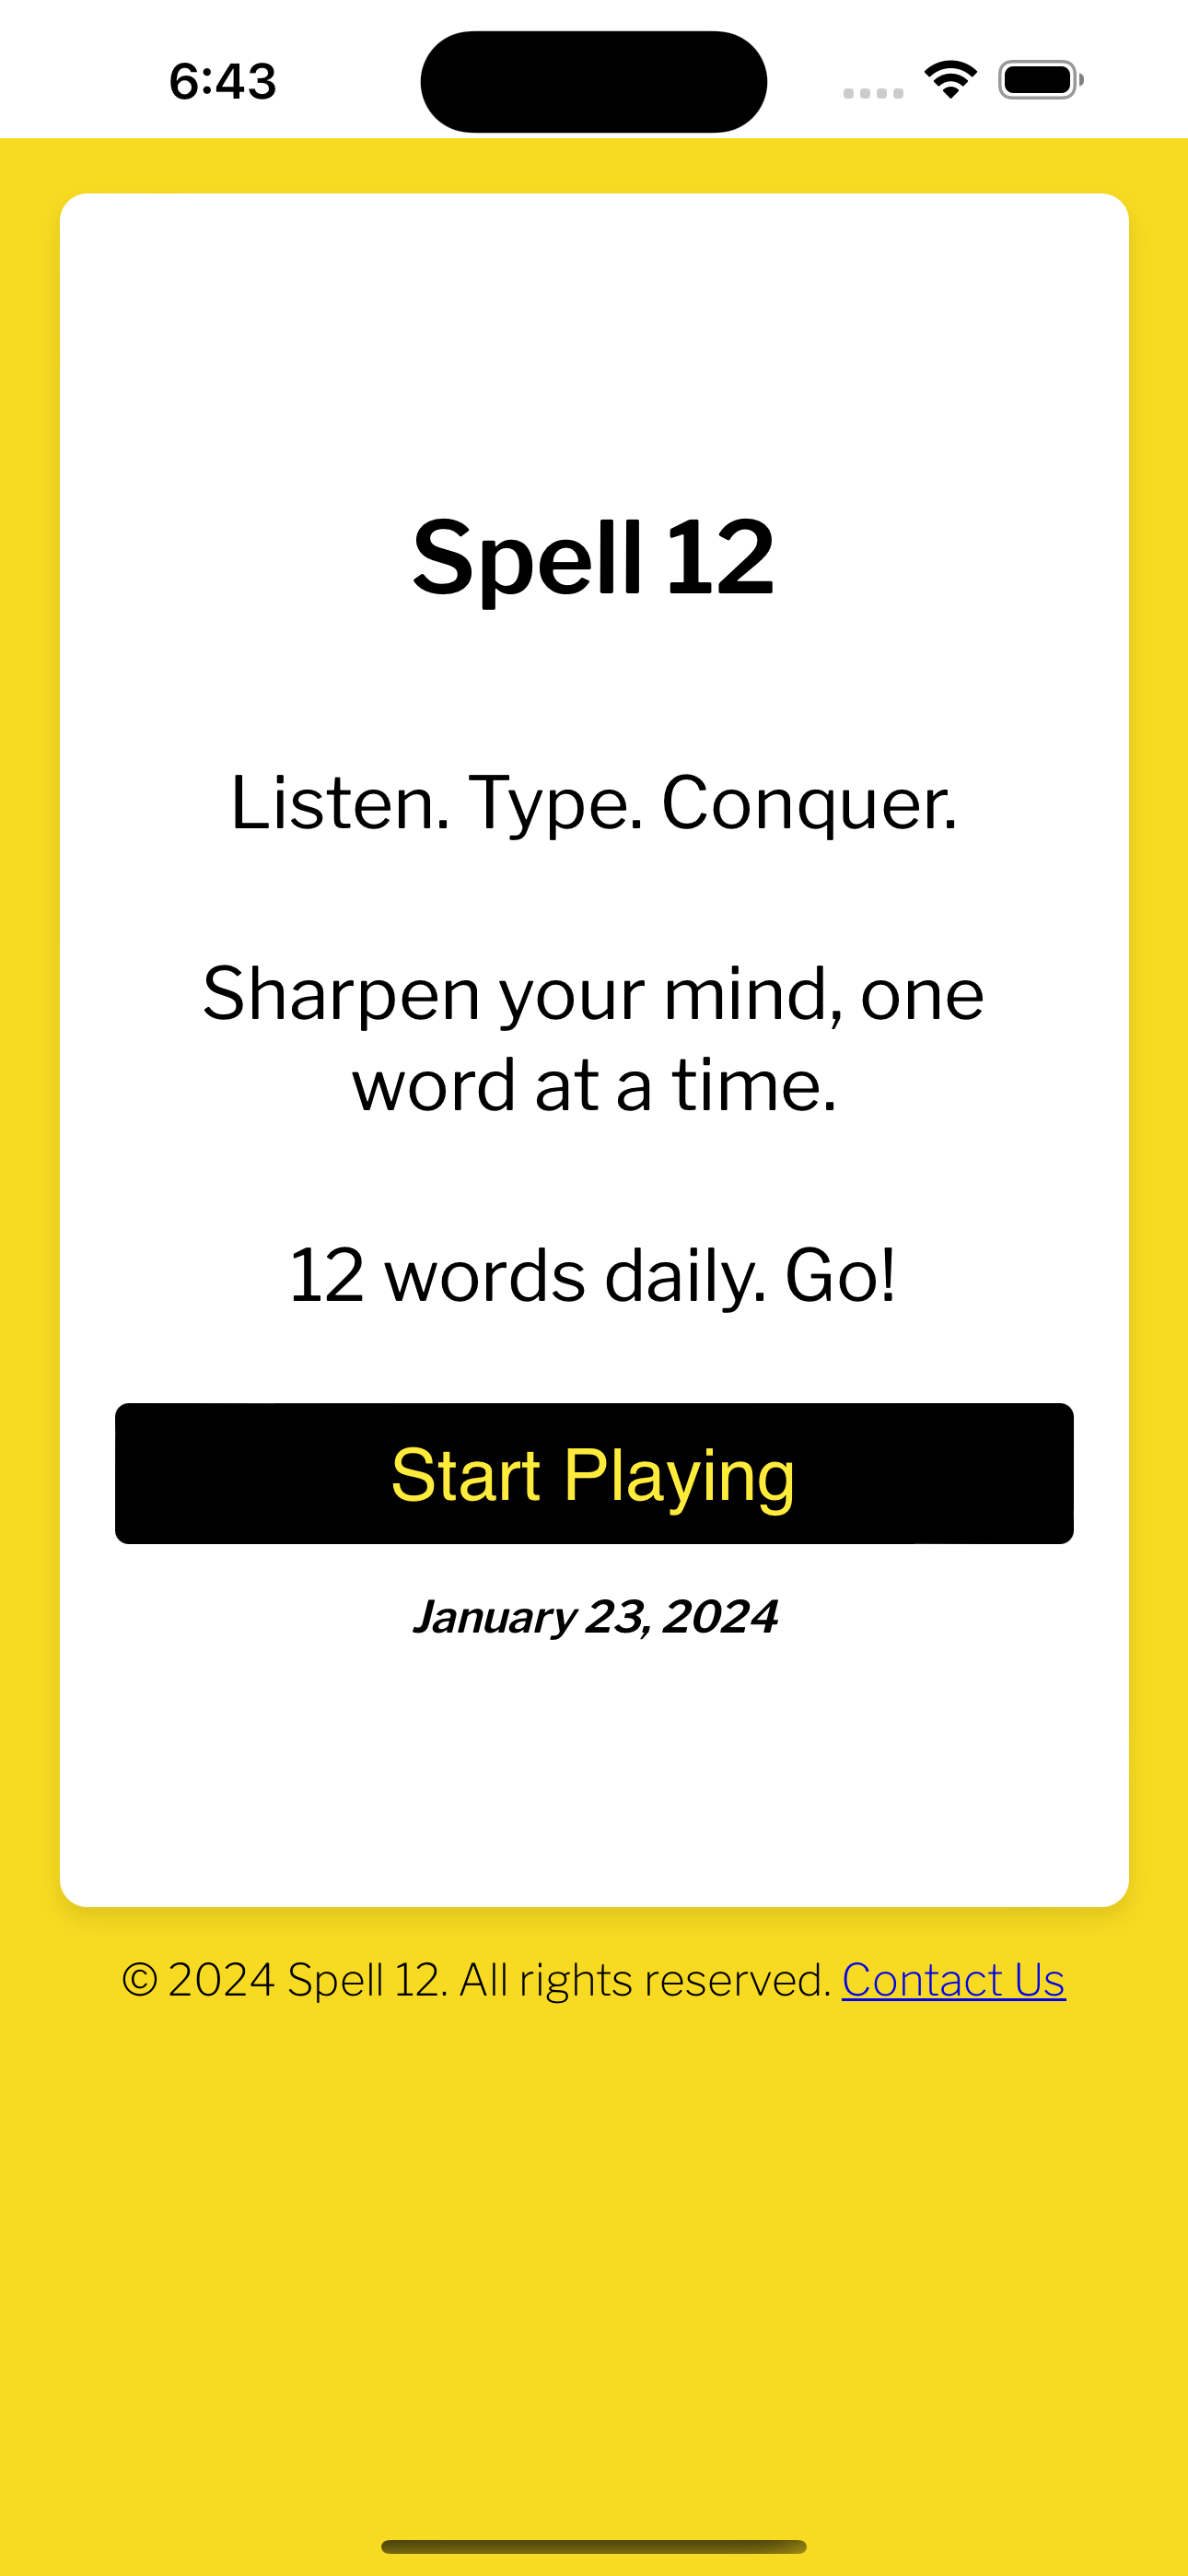 6:43
Spell 12
Listen. Type. Conquer.
Sharpen your mind, one
word at a time.
12 words daily. Go!
Start Playing
January 23, 2024
© 2024 Spell 12. All rights reserved. Contact Us